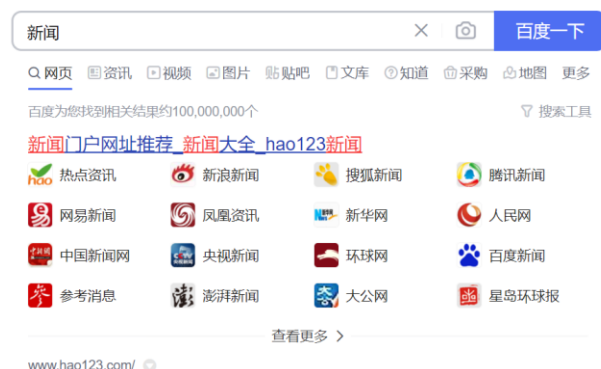 新闻
百度一下
网页 资讯 视频 图片 贴吧 文库 知道 采购 地图 更多
百度为您找到相关结果约100,000,000个 搜索工具
新闻门户网址推荐_新闻大全_hao123新闻
热点资讯 新浪新闻 搜狐新闻 腾讯新闻
网易新闻 凤凰资讯 新华网 人民网
中国新闻网 央视新闻 环球网 百度新闻
参考消息 澎湃新闻 大公网 星岛环球报
查看更多
www.hao123.com/